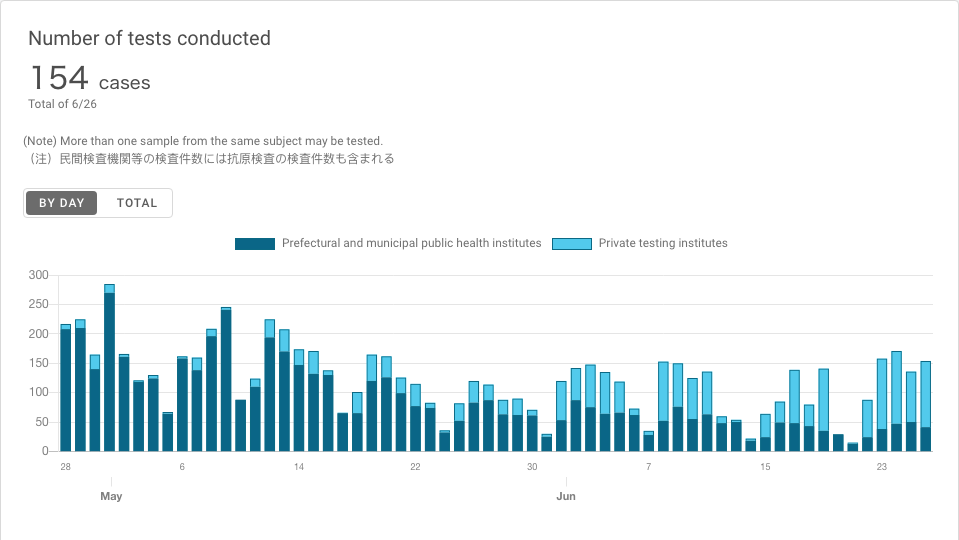 Number of tests conducted
154 cases
Total of 6/26
(Note) More than one sample from the same subject may be tested.
（注）民間検査機関等の検査件数には抗原検査の検査件数も含まれる
BY DAY TOTAL
Prefectural and municipal public health institutes Private testing institutes
300
250
200
150
100
50
0
28 6 14 22 30 7 15 23
May Jun